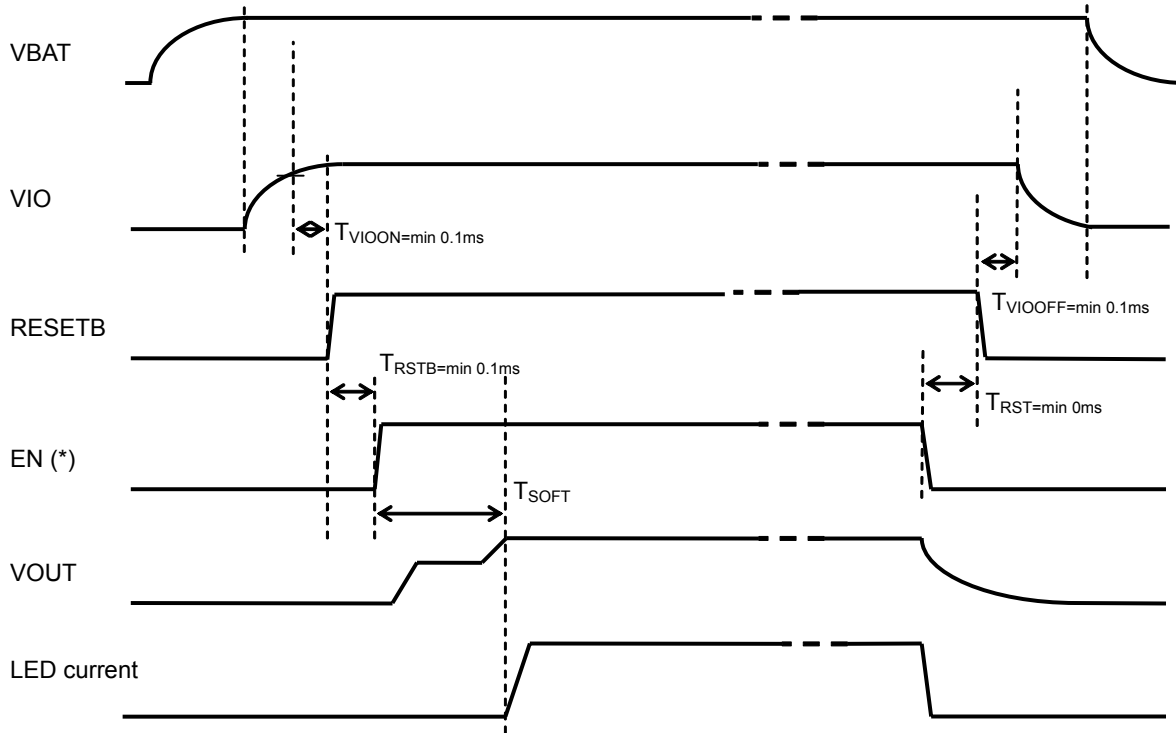 VBAT
VIO
TVIOON=min 0.1ms
RESETB
TVIOOFF=min 0.1ms
TRSTB=min 0.1ms
TRST=min 0ms
EN (*)
TSOFT
VOUT
LED current